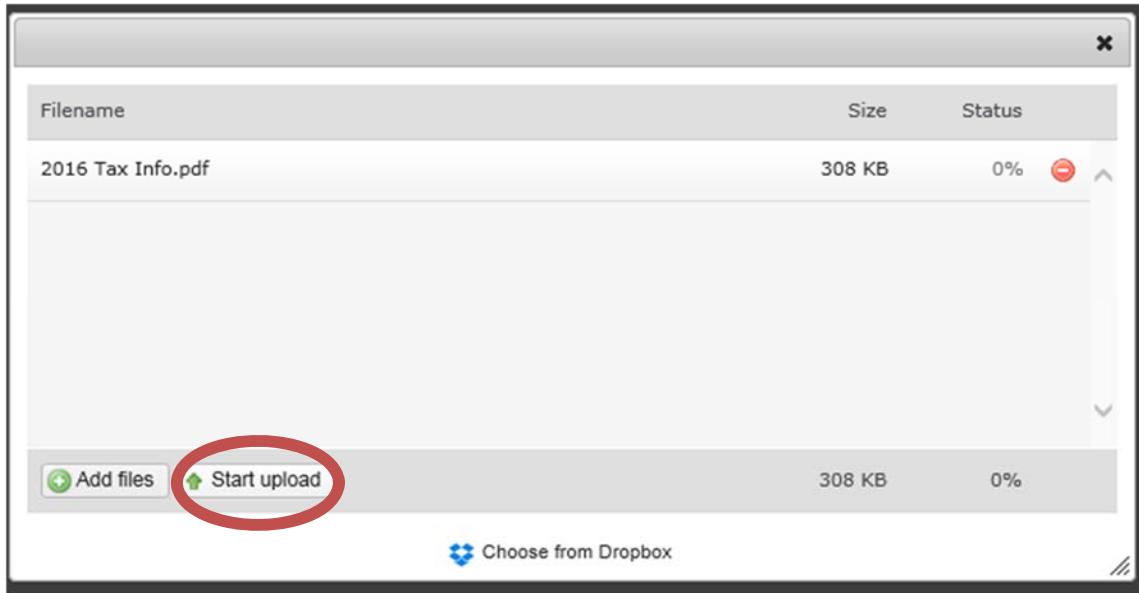 Filename Size Status
2016 Tax Info.pdf 308 KB 0%
Add files Start upload 308 KB 0%
Choose from Dropbox